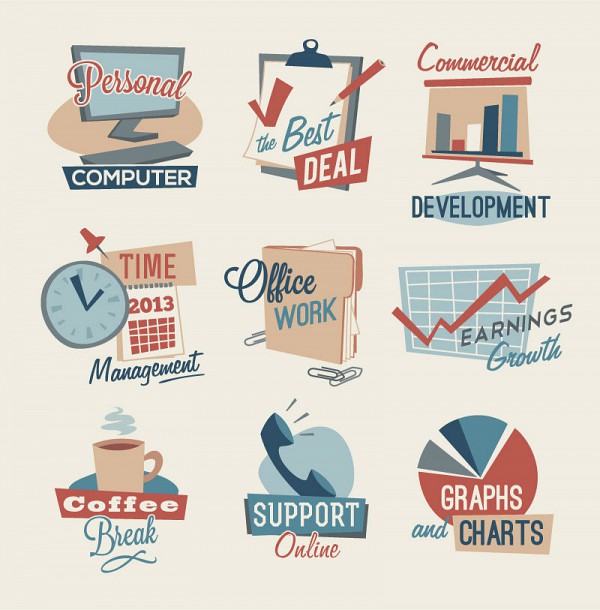 Personal
COMPUTER
the Best
DEAL
Commercial
DEVELOPMENT
TIME
2013
Management
Office
WORK
EARNINGS
Growth
Coffee
Break
SUPPORT
Online
GRAPHS
and CHARTS